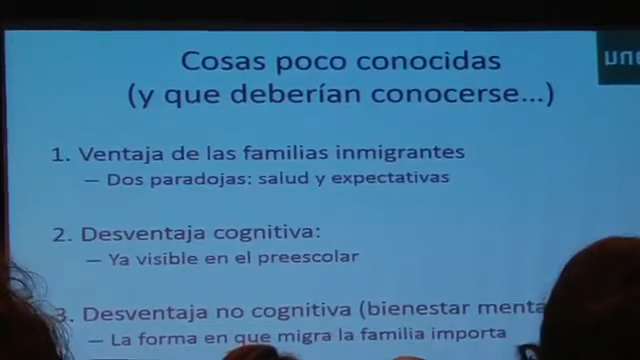 Cosas poco conocidas
(y que deberían conocerse...)
1. Ventaja de las familias inmigrantes
– Dos paradojas: salud y expectativas
2. Desventaja cognitiva:
– Ya visible en el preescolar
3. Desventaja no cognitiva (bienestar
– La forma en que migra la familia importa